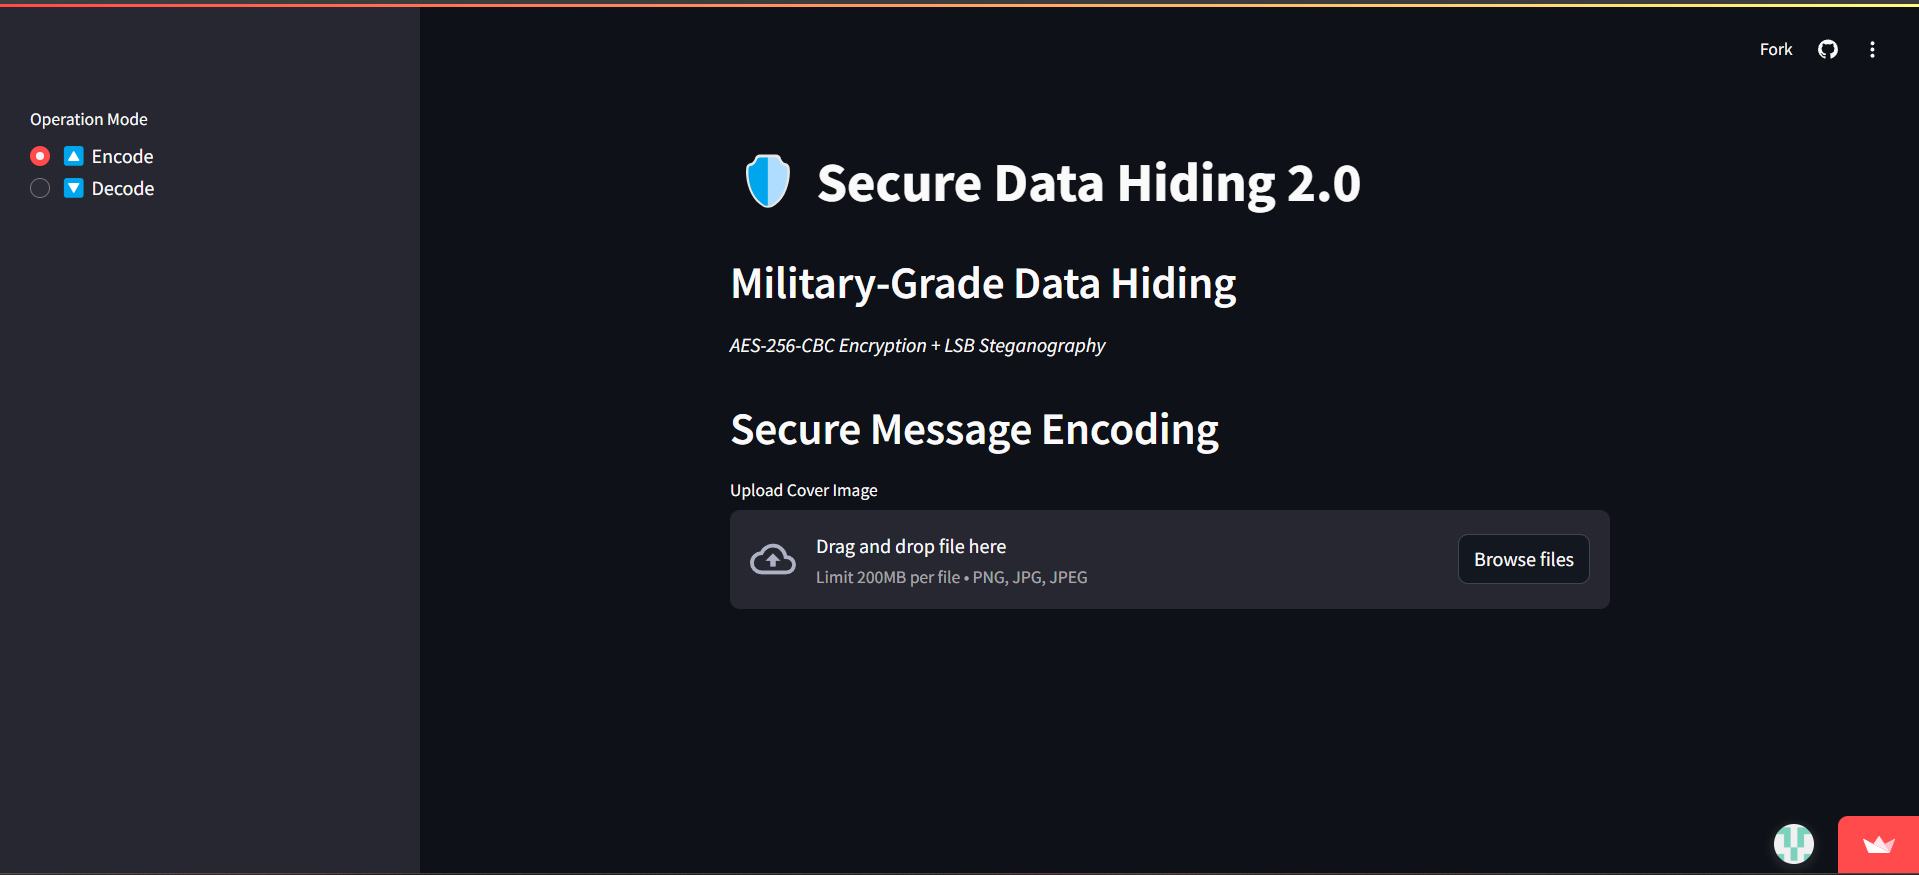 Fork
Operation Mode
Encode
Decode
Secure Data Hiding 2.0
Military-Grade Data Hiding
AES-256-CBC Encryption + LSB Steganography
Secure Message Encoding
Upload Cover Image
Drag and drop file here
Limit 200MB per file • PNG, JPG, JPEG
Browse files